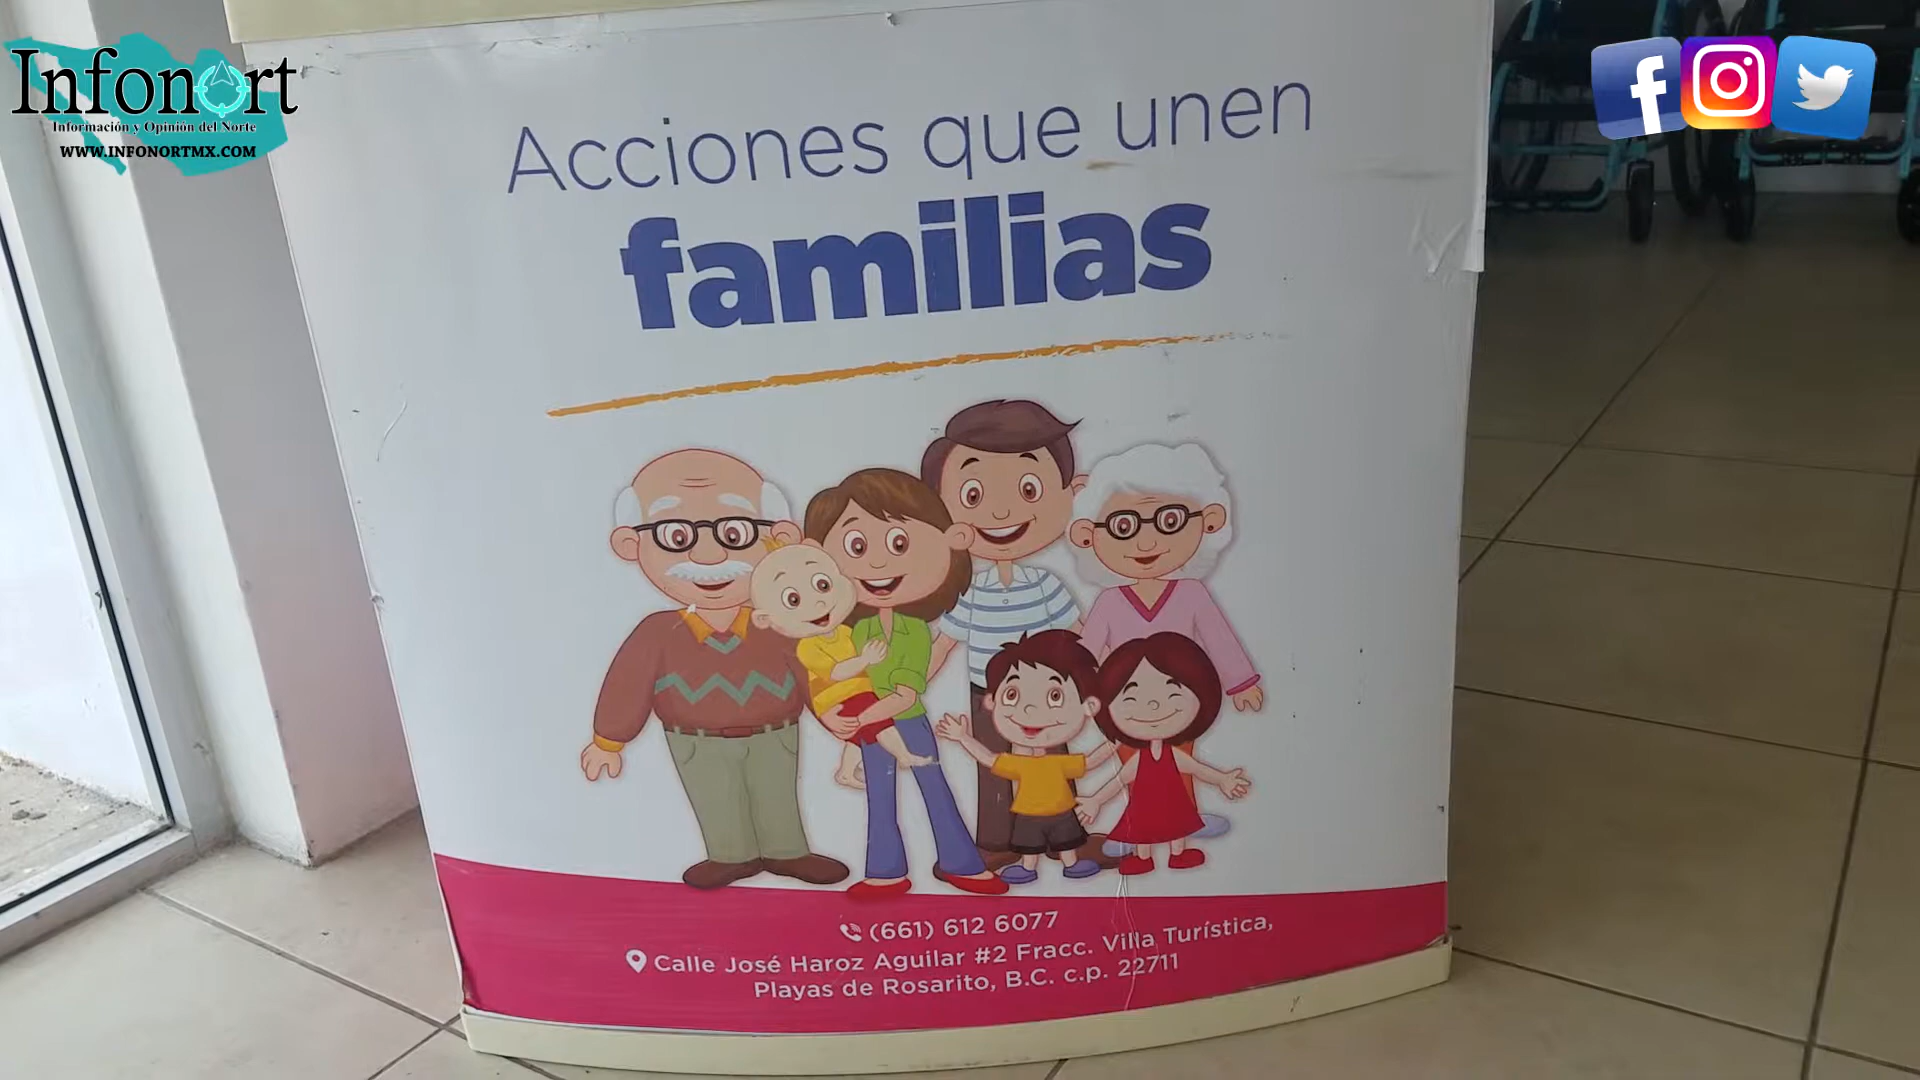 Infonort
Información y Opinión del Norte
WWW.INFONORTMX.COM
Acciones que unen
familias
(661) 612 6077
Calle José Haroz Aguilar #2 Fracc. Villa Turística,
Playas de Rosarito, B.C. c.p. 22711